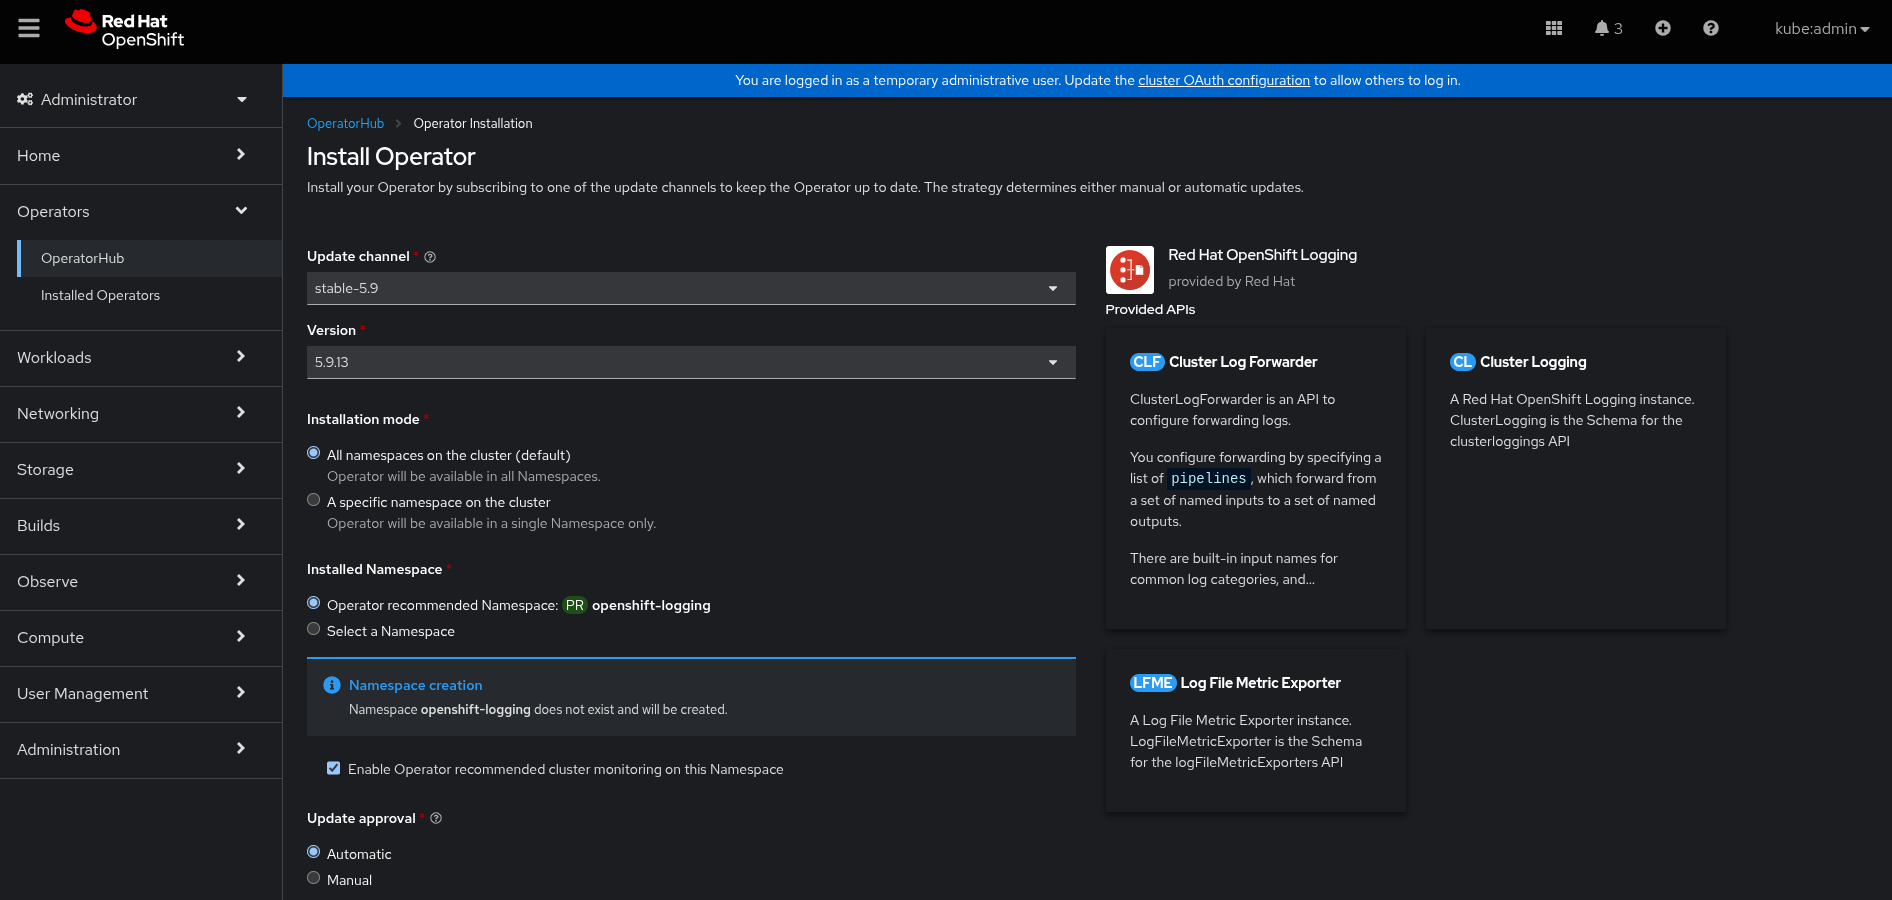 Red Hat
OpenShift
3
kube:admin
You are logged in as a temporary administrative user. Update the cluster OAuth configuration to allow others to log in.
Administrator
Home
Operators
OperatorHub
Installed Operators
Workloads
Networking
Storage
Builds
Observe
Compute
User Management
Administration
OperatorHub > Operator Installation
Install Operator
Install your Operator by subscribing to one of the update channels to keep the Operator up to date. The strategy determines either manual or automatic updates.
Update channel *
stable-5.9
Version *
5.9.13
Installation mode *
All namespaces on the cluster (default)
Operator will be available in all Namespaces.
A specific namespace on the cluster
Operator will be available in a single Namespace only.
Installed Namespace *
Operator recommended Namespace: PR openshift-logging
Select a Namespace
Namespace creation
Namespace openshift-logging does not exist and will be created.
Enable Operator recommended cluster monitoring on this Namespace
Update approval *
Automatic
Manual
Red Hat OpenShift Logging
provided by Red Hat
Provided APIs
CLF Cluster Log Forwarder
ClusterLogForwarder is an API to
configure forwarding logs.
You configure forwarding by specifying a
list of pipelines, which forward from
a set of named inputs to a set of named
outputs.
There are built-in input names for
common log categories, and...
CL Cluster Logging
A Red Hat OpenShift Logging instance.
ClusterLogging is the Schema for the
clusterloggings API
LFME Log File Metric Exporter
A Log File Metric Exporter instance.
LogFileMetricExporter is the Schema
for the logFileMetricExporters API